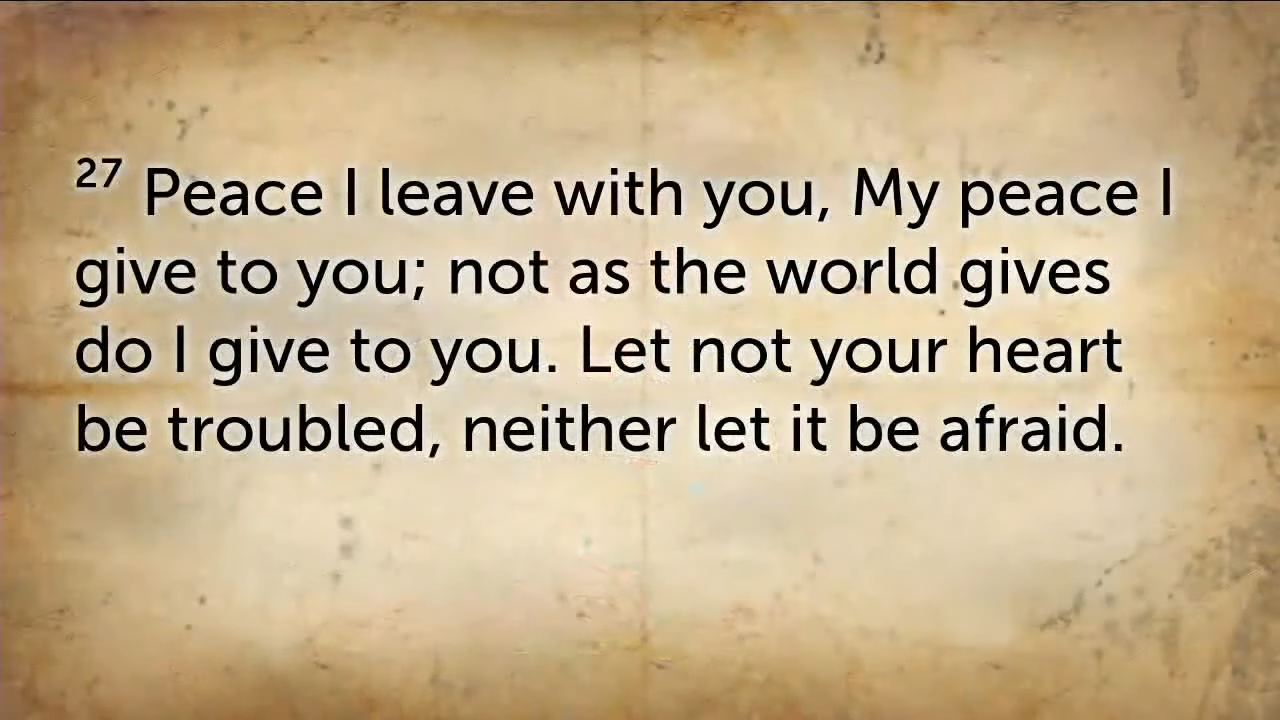 27 Peace I leave with you, My peace I
give to you; not as the world gives
do I give to you. Let not your heart
be troubled, neither let it be afraid.